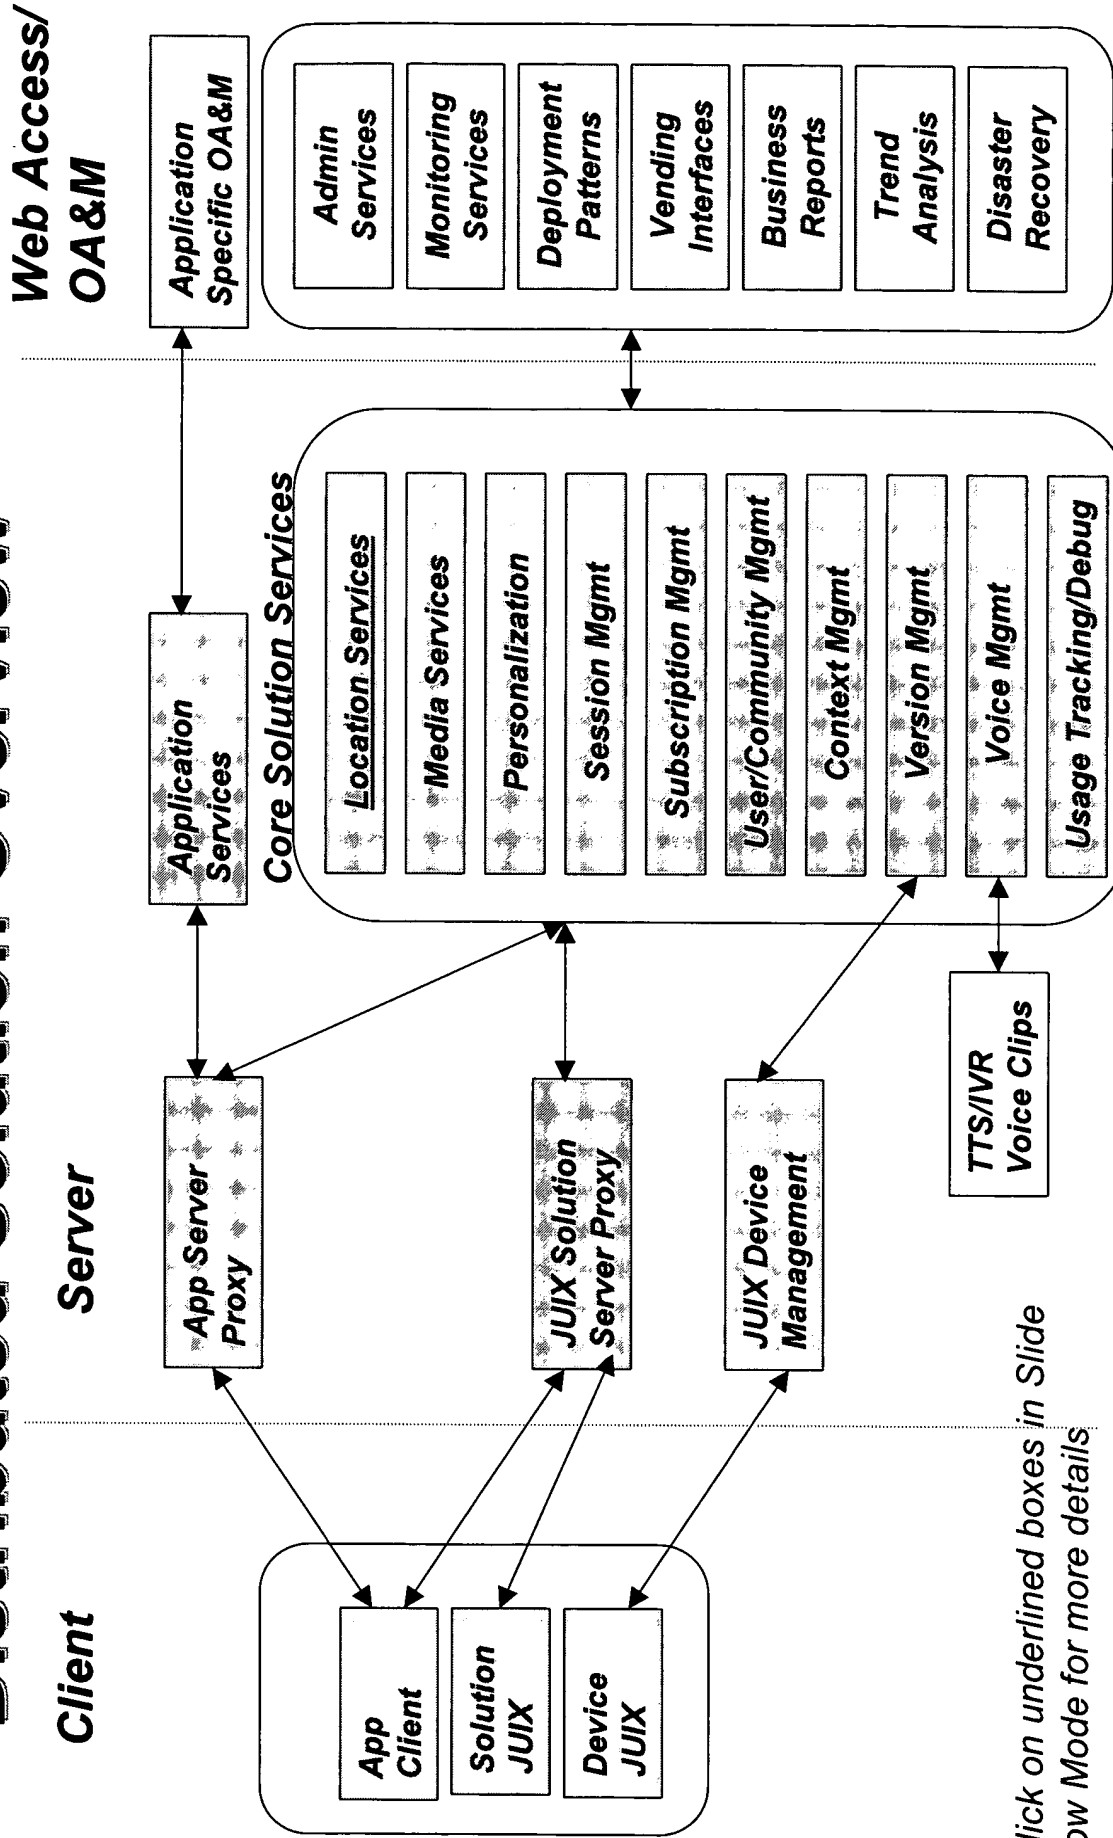 Web Access/
OA&M
Server
Client
Application
Specific OA&M
Application
Services
App Server
Proxy
Core Solution Services
Admin
Services
Monitoring
Services
Deployment
Patterns
Vending
Interfaces
Business
Reports
Trend
Analysis
Disaster
Recovery
Location Services
Media Services
Personalization
Session Mgmt
Subscription Mgmt
User/Community Mgmt
Context Mgmt
Version Mgmt
Voice Mgmt
Usage Tracking/Debug
JUIX Solution
Server Proxy
JUIX Device
Management
TTS/IVR
Voice Clips
App
Client
Solution
JUIX
Device
JUIX
on underlined boxes in Slide
Mode for more details